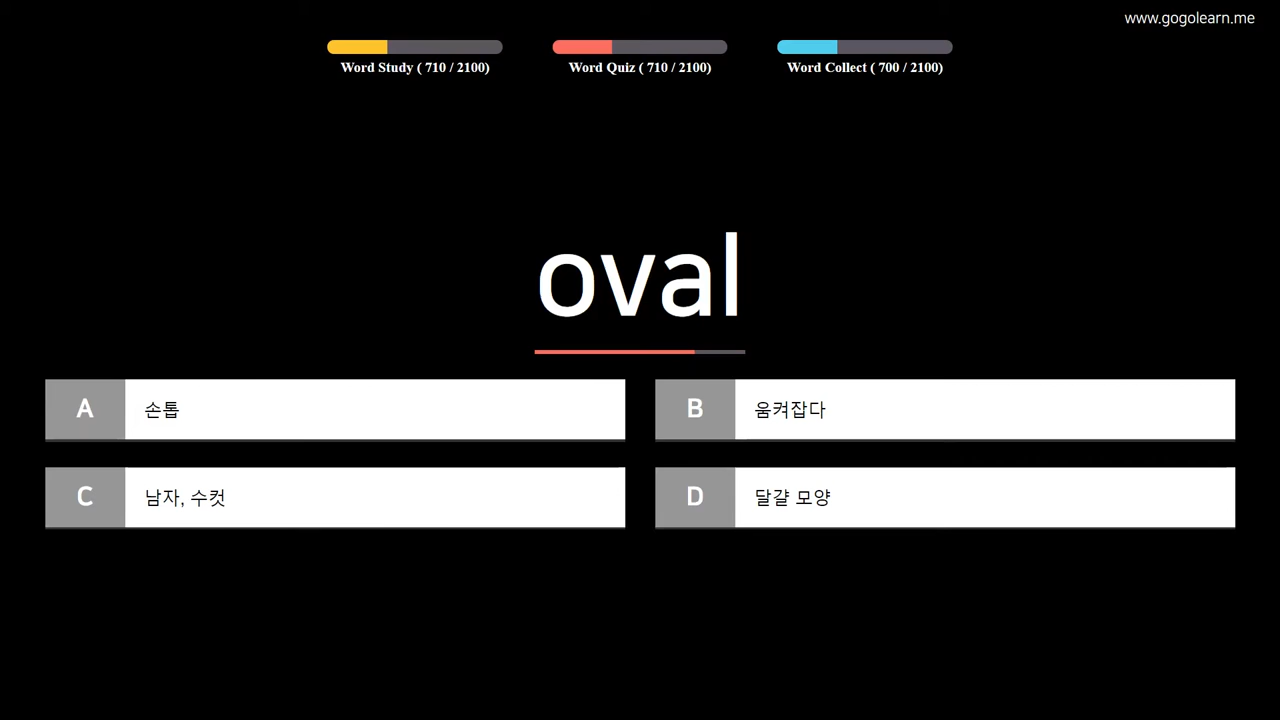 www.gogolearn.me
Word Study ( 710 / 2100)
Word Quiz ( 710 / 2100)
Word Collect ( 700 / 2100)
oval
A 손톱
B 움켜잡다
C 남자, 수컷
D 달걀 모양